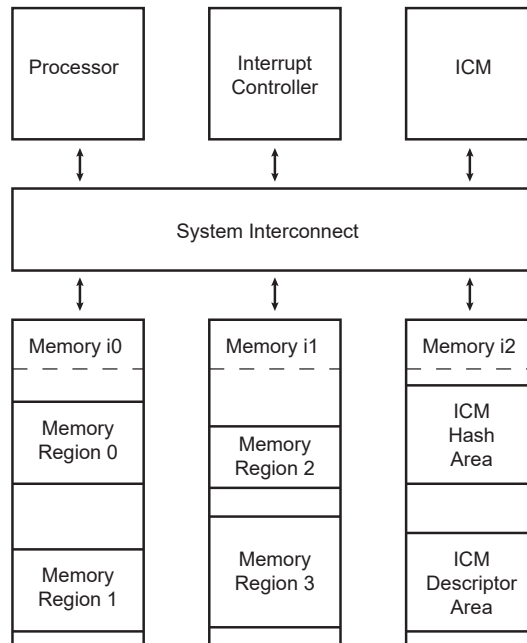 Processor
Interrupt
Controller
ICM
System Interconnect
Memory i0
Memory i1
Memory i2
Memory
Region 0
Memory
Region 2
ICM
Hash
Area
Memory
Region 1
Memory
Region 3
ICM
Descriptor
Area